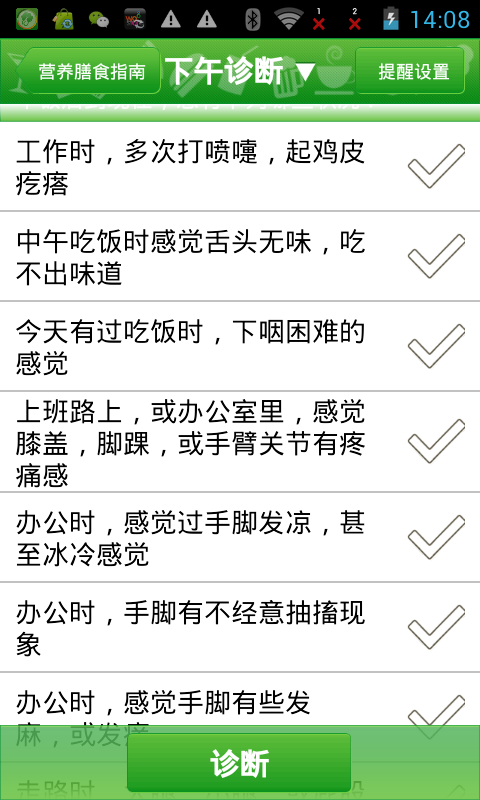 1
2
14:08
营养膳食指南
下午诊断▼
提醒设置
工作时，多次打喷嚏，起鸡皮
疙瘩
中午吃饭时感觉舌头无味，吃
不出味道
今天有过吃饭时，下咽困难的
感觉
上班路上，或办公室里，感觉
膝盖，脚踝，或手臂关节有疼
痛感
办公时，感觉过手脚发凉，甚
至冰冷感觉
办公时，手脚有不经意抽搐现
象
办公时，感觉手脚有些发
麻，或发痒
诊断
走路时